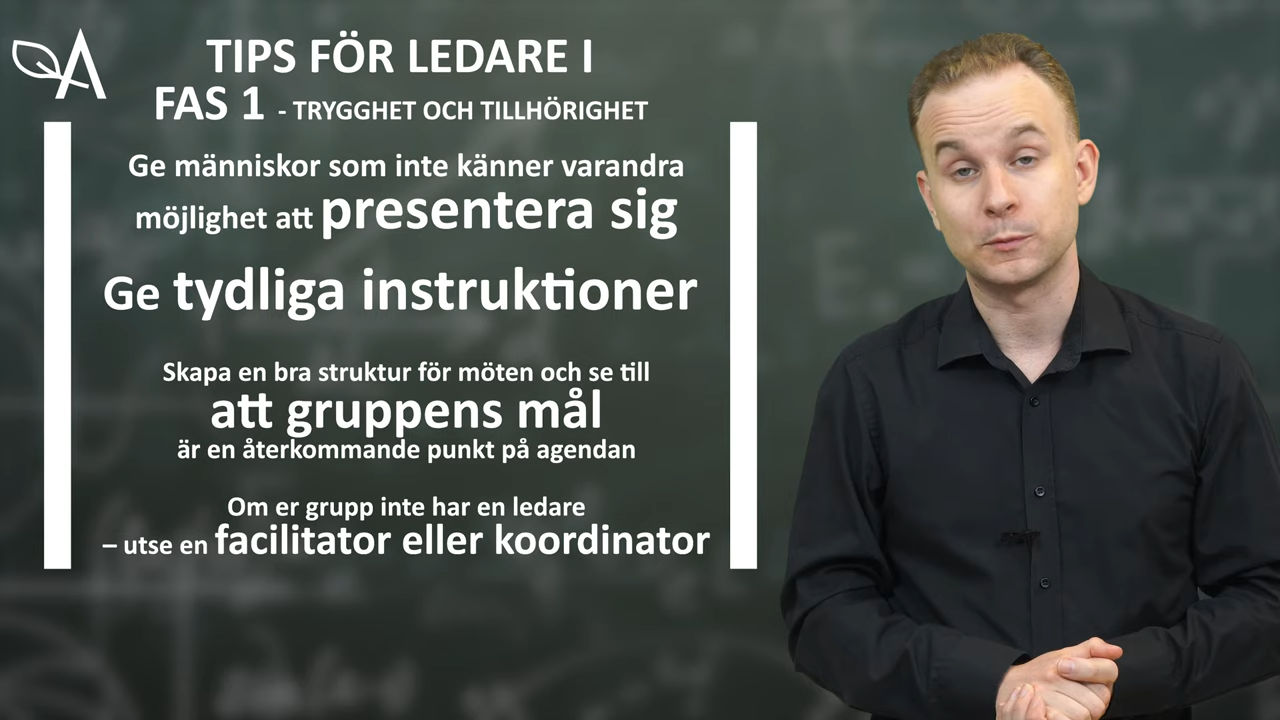 A
TIPS FÖR LEDARE I
FAS 1 - TRYGGHET OCH TILLHÖRIGHET
Ge människor som inte känner varandra
möjlighet att presentera sig
Ge tydliga instruktioner
Skapa en bra struktur för möten och se till
att gruppens mål
är en återkommande punkt på agendan
Om er grupp inte har en ledare
– utse en facilitator eller koordinator